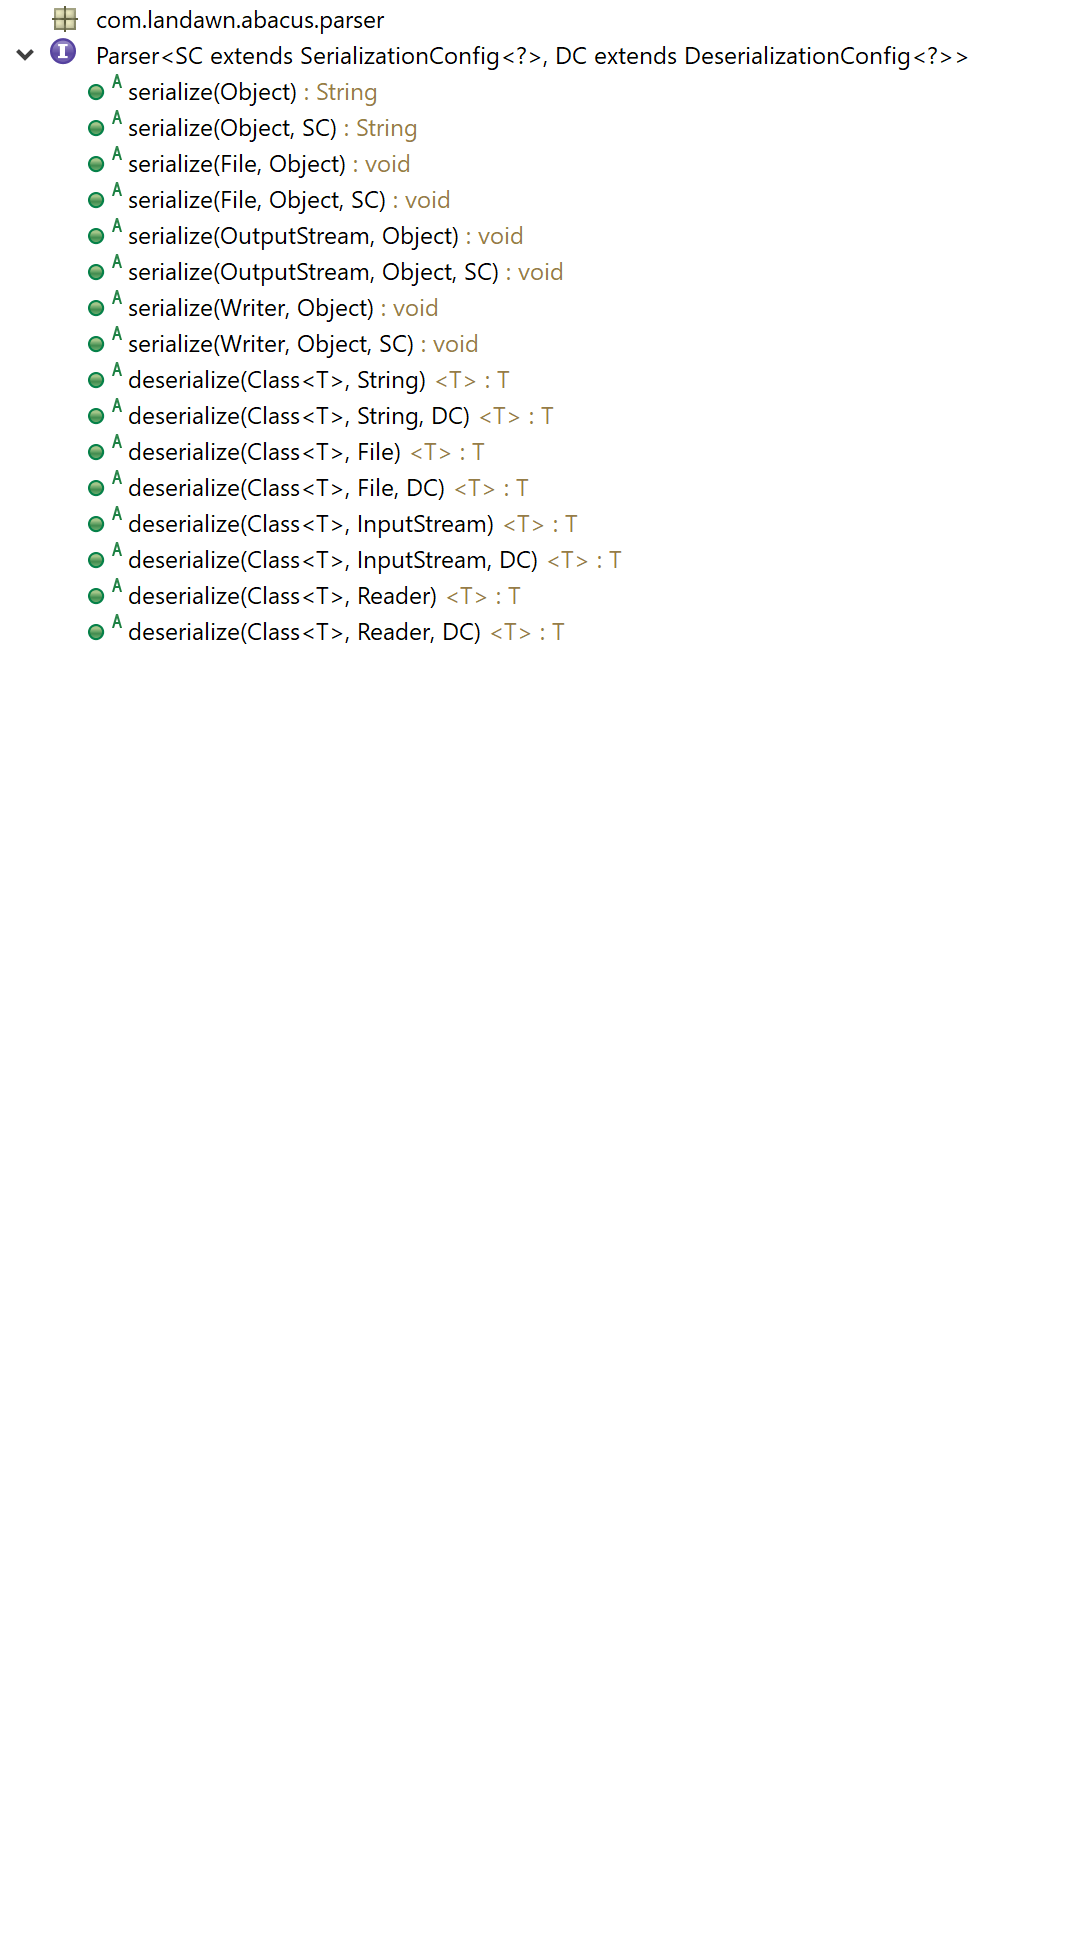 com.landawn.abacus.parser
I Parser<SC extends SerializationConfig<?>, DC extends DeserializationConfig<?>>
A serialize(Object) : String
A serialize(Object, SC) : String
A serialize(File, Object) : void
A serialize(File, Object, SC) : void
A serialize(OutputStream, Object) : void
A serialize(OutputStream, Object, SC) : void
A serialize(Writer, Object) : void
A serialize(Writer, Object, SC) : void
A deserialize(Class<T>, String) <T> : T
A deserialize(Class<T>, String, DC) <T> : T
A deserialize(Class<T>, File) <T> : T
A deserialize(Class<T>, File, DC) <T> : T
A deserialize(Class<T>, InputStream) <T> : T
A deserialize(Class<T>, InputStream, DC) <T> : T
A deserialize(Class<T>, Reader) <T> : T
A deserialize(Class<T>, Reader, DC) <T> : T